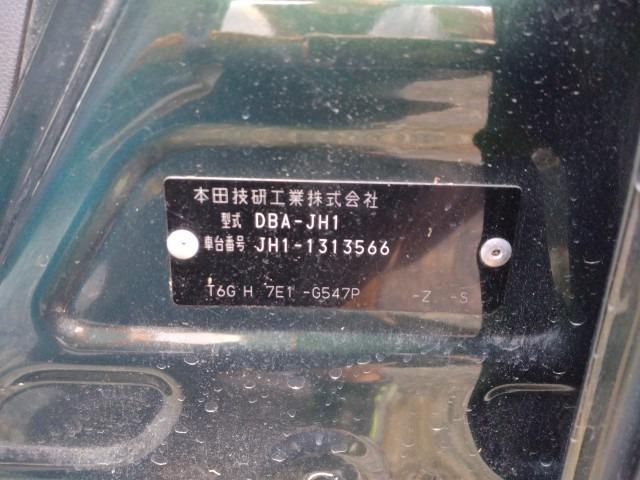 本田技研工業株式会社
型式 DBA-JH1
車台番号 JH1-1313566
T6G H 7E1 -G547P -Z -S